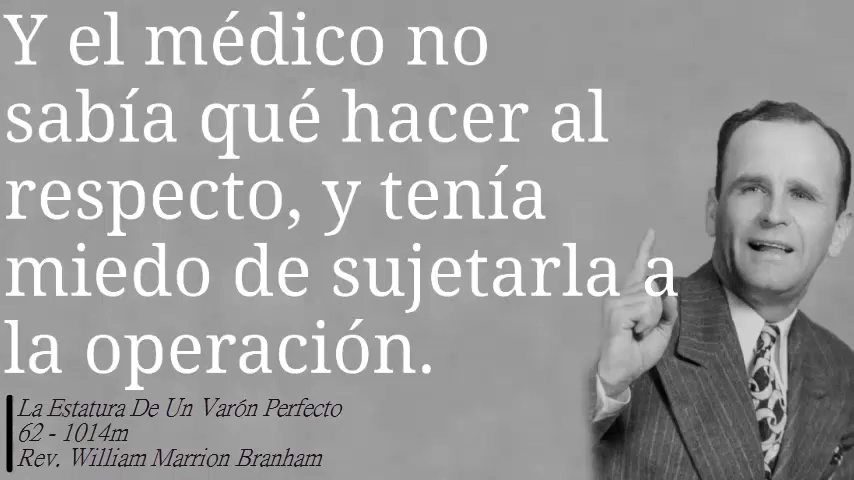 Y el médico no
sabía qué hacer al
respecto, y tenía
miedo de sujetarla a
la operación.
La Estatura De Un Varón Perfecto
62 - 1014m
Rev. William Marrion Branham